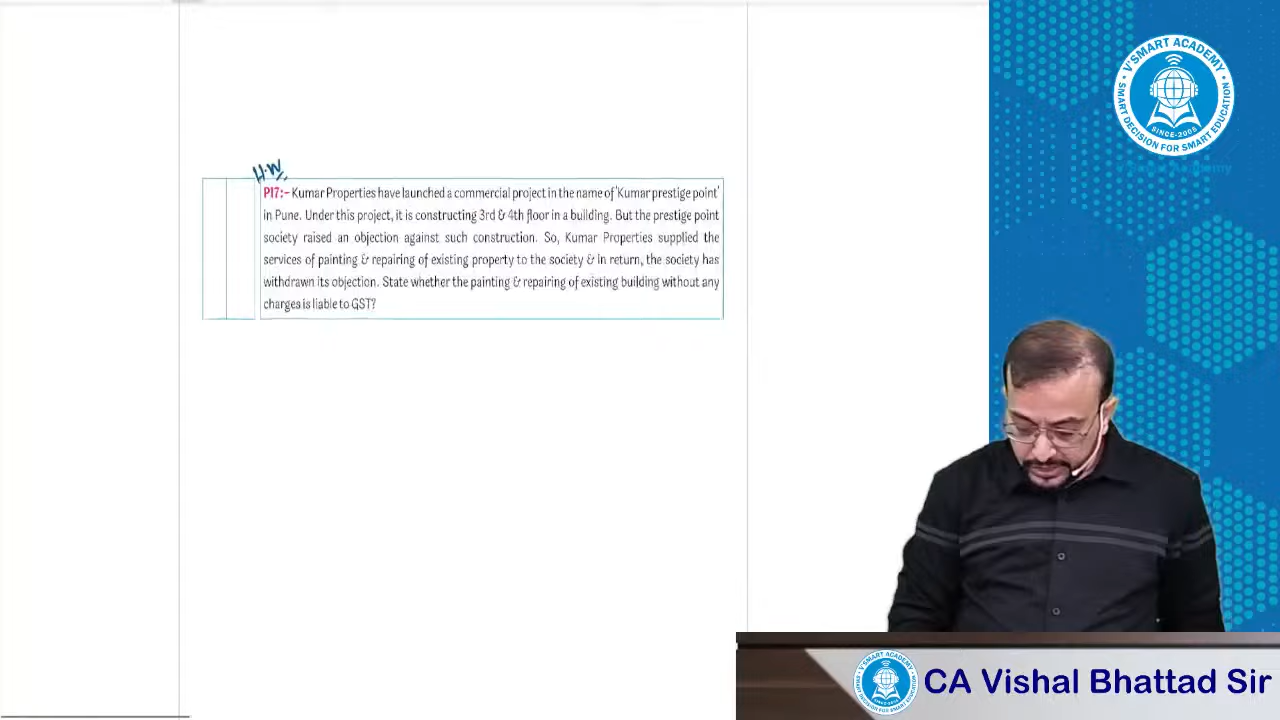 H.W.
P17:- Kumar Properties have launched a commercial project in the name of 'Kumar prestige point'
in Pune. Under this project, it is constructing 3rd & 4th floor in a building. But the prestige point
society raised an objection against such construction. So, Kumar Properties supplied the
services of painting & repairing of existing property to the society & in return, the society has
withdrawn its objection. State whether the painting & repairing of existing building without any
charges is liable to GST?
V'SMART ACADEMY
SINCE-2008
SMART DECISION FOR SMART EDUCATION
Academy
V'SMART ACADEMY
CA Vishal Bhattad Sir